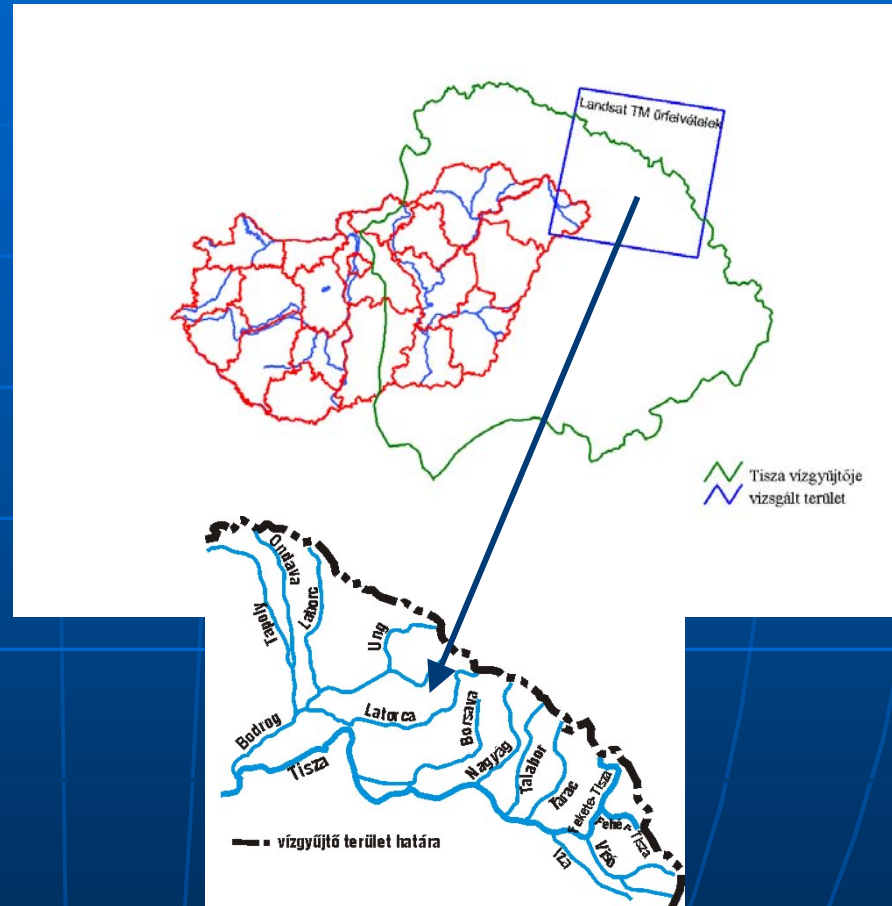 Landsat TM űrfelvételek
Tisza vízgyűjtője
vizsgált terület
Ondava
Laborc
Tapoly
Ung
Latorca
Borsava
Bodrog
Tisza
Nagyág
Talabor
Tarac
Fekete-Tisza
Fehér-Tisza
Visó
Iza
vízgyűjtő terület határa